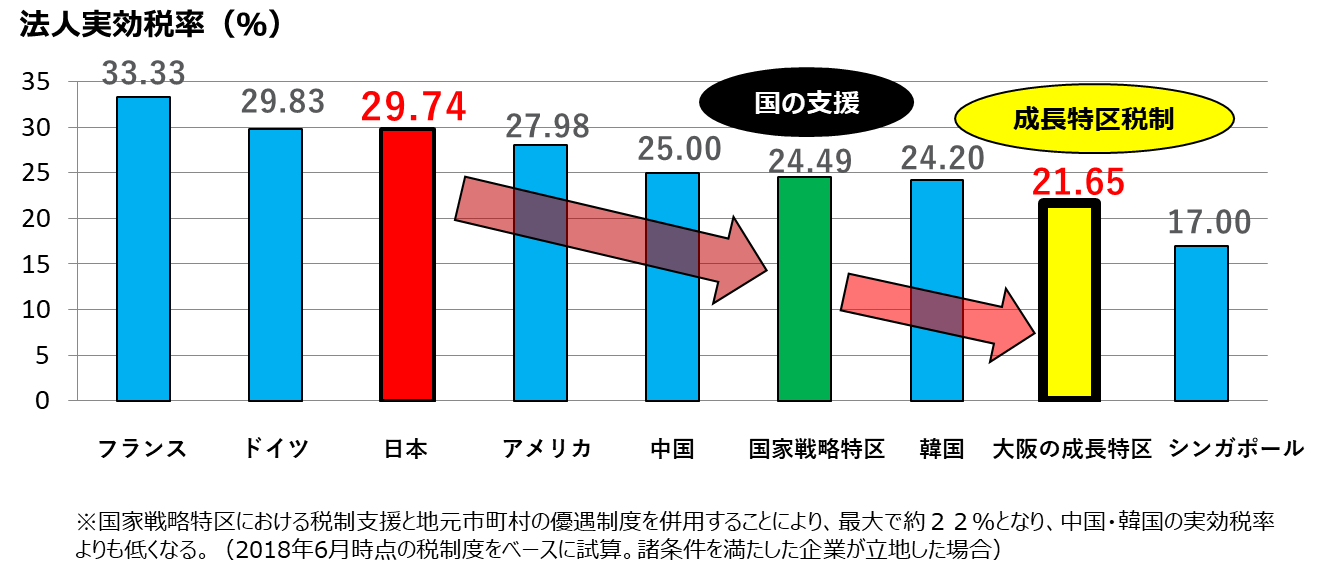 法人実効税率（%）
35
30
25
20
15
10
5
0
33.33
29.83
29.74
27.98
25.00
24.49
24.20
21.65
17.00
国の支援
成長特区税制
フランス
ドイツ
日本
アメリカ
中国
国家戦略特区
韓国
大阪の成長特区
シンガポール
※国家戦略特区における税制支援と地元市町村の優遇制度を併用することにより、最大で約２２％となり、中国・韓国の実効税率
よりも低くなる。（2018年6月時点の税制度をベースに試算。諸条件を満たした企業が立地した場合）